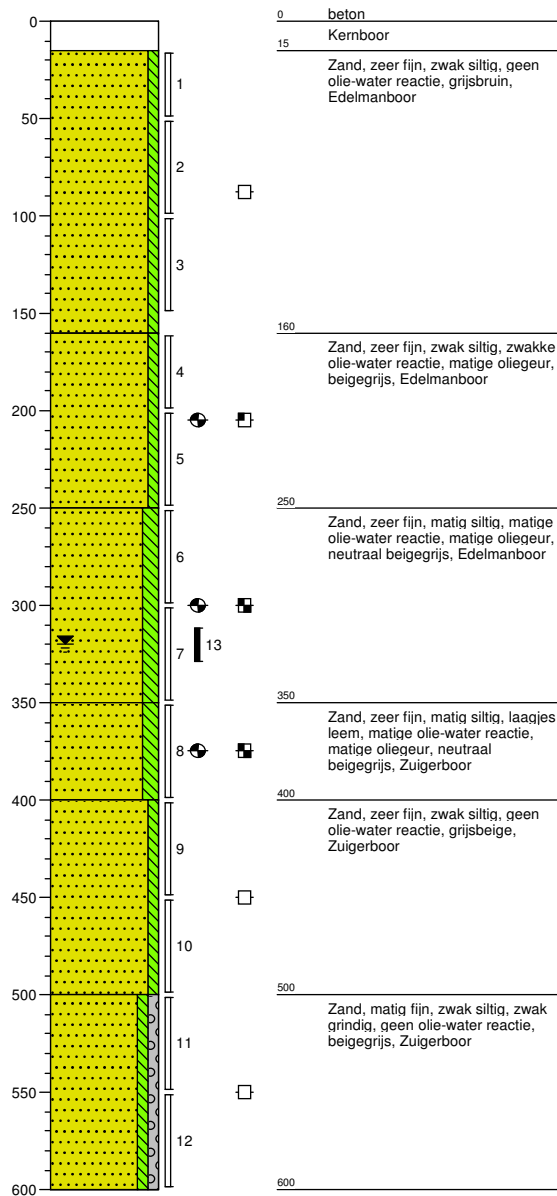 0
50
100
150
200
250
300
350
400
450
500
550
600
1
2
3
4
5
6
7
13
8
9
10
11
12
0 beton
15 Kernboor
Zand, zeer fijn, zwak siltig, geen
olie-water reactie, grijsbruin,
Edelmanboor
160
Zand, zeer fijn, zwak siltig, zwakke
olie-water reactie, matige oliegeur,
beigegrijs, Edelmanboor
250
Zand, zeer fijn, matig siltig, matige
olie-water reactie, matige oliegeur,
neutraal beigegrijs, Edelmanboor
350
Zand, zeer fijn, matig siltig, laagjes
leem, matige olie-water reactie,
matige oliegeur, neutraal
beigegrijs, Zuigerboor
400
Zand, zeer fijn, zwak siltig, geen
olie-water reactie, grijsbeige,
Zuigerboor
500
Zand, matig fijn, zwak siltig, zwak
grindig, geen olie-water reactie,
beigegrijs, Zuigerboor
600